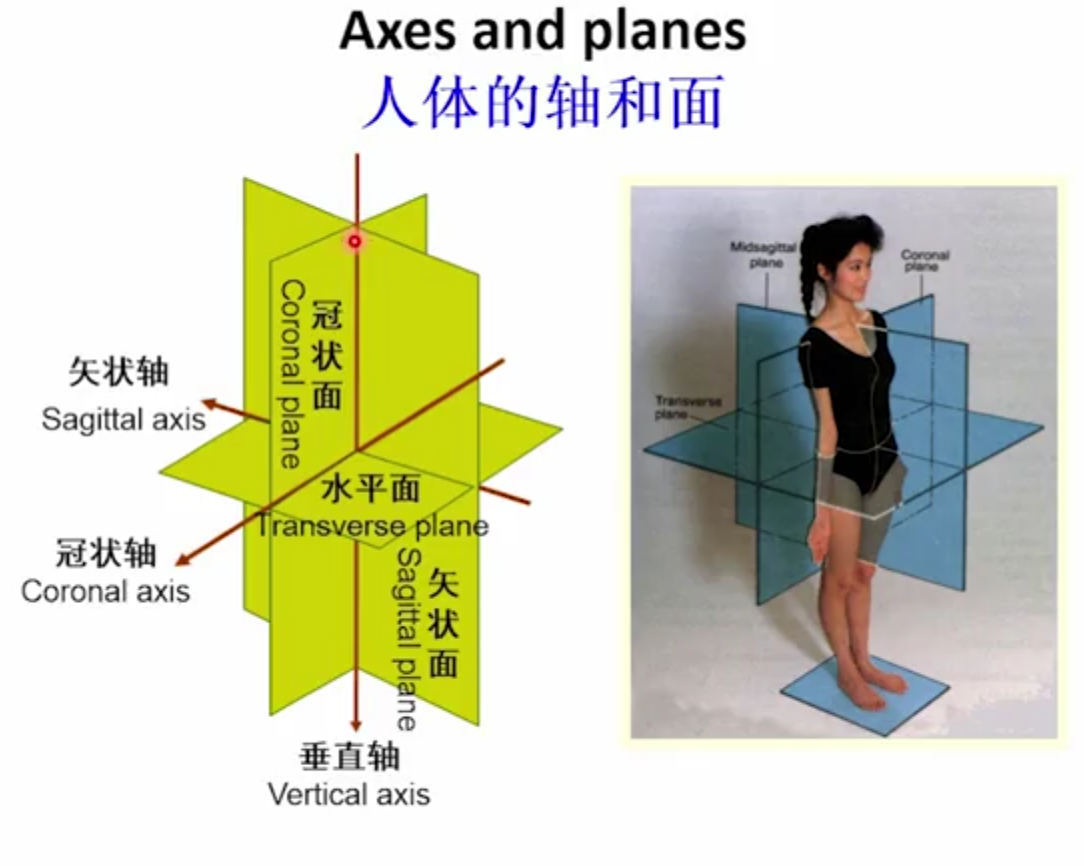 Axes and planes
人体的轴和面
冠状面
Coronal plane
矢状轴
Sagittal axis
水平面
Transverse plane
冠状轴
Coronal axis
矢状面
Sagittal plane
垂直轴
Vertical axis
Midsagittal
plane
Coronal
plane
Transverse
plane